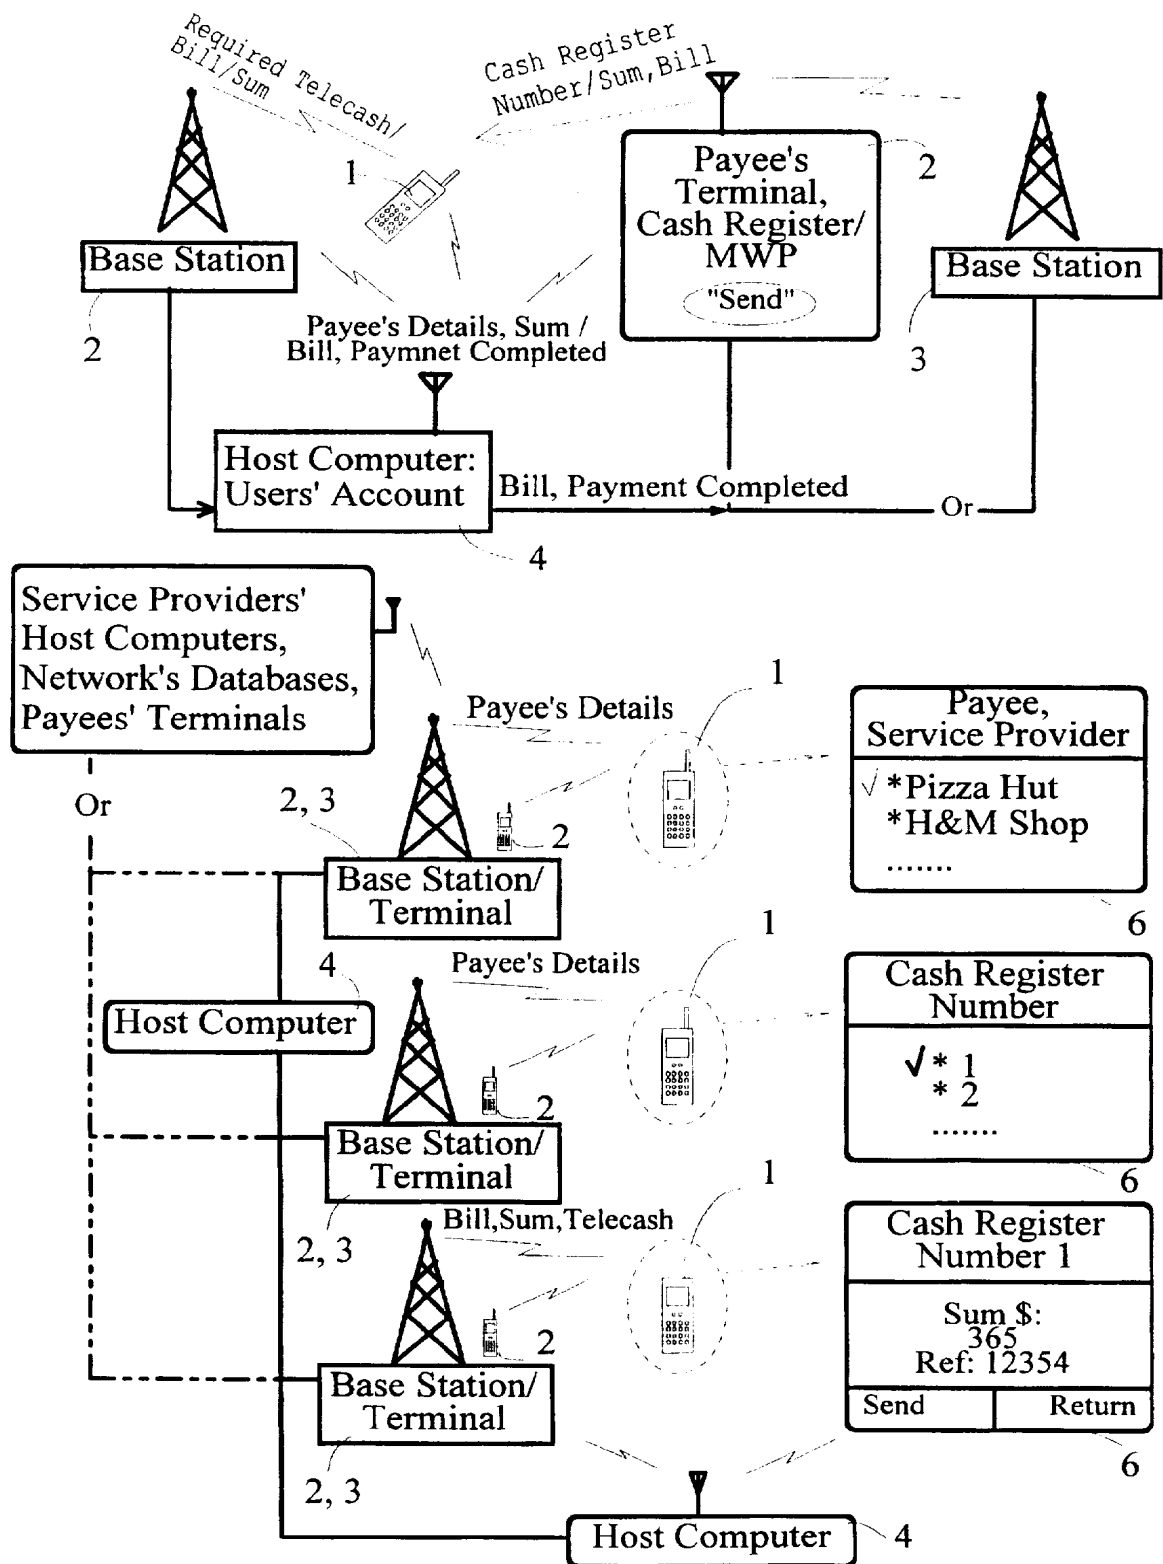 Required Telecash/
Bill/Sum
Cash Register
Number/Sum,Bill
1
Payee's
Terminal,
Cash Register/
MWP
"Send"
2
Base Station
2
Base Station
3
Payee's Details, Sum /
Bill, Paymnet Completed
Host Computer:
Users' Account
Bill, Payment Completed
Or
4
Service Providers'
Host Computers,
Network's Databases,
Payees' Terminals
Or
Payee's Details
1
2, 3
2
Base Station/
Terminal
Payee,
Service Provider
√ *Pizza Hut
*H&M Shop
.......
6
4
Host Computer
Payee's Details
1
2
Base Station/
Terminal
2, 3
Cash Register
Number
√ * 1
* 2
.......
6
Bill,Sum,Telecash
1
2
Base Station/
Terminal
2, 3
Cash Register
Number 1
Sum $:
365
Ref: 12354
Send Return
6
Host Computer
4